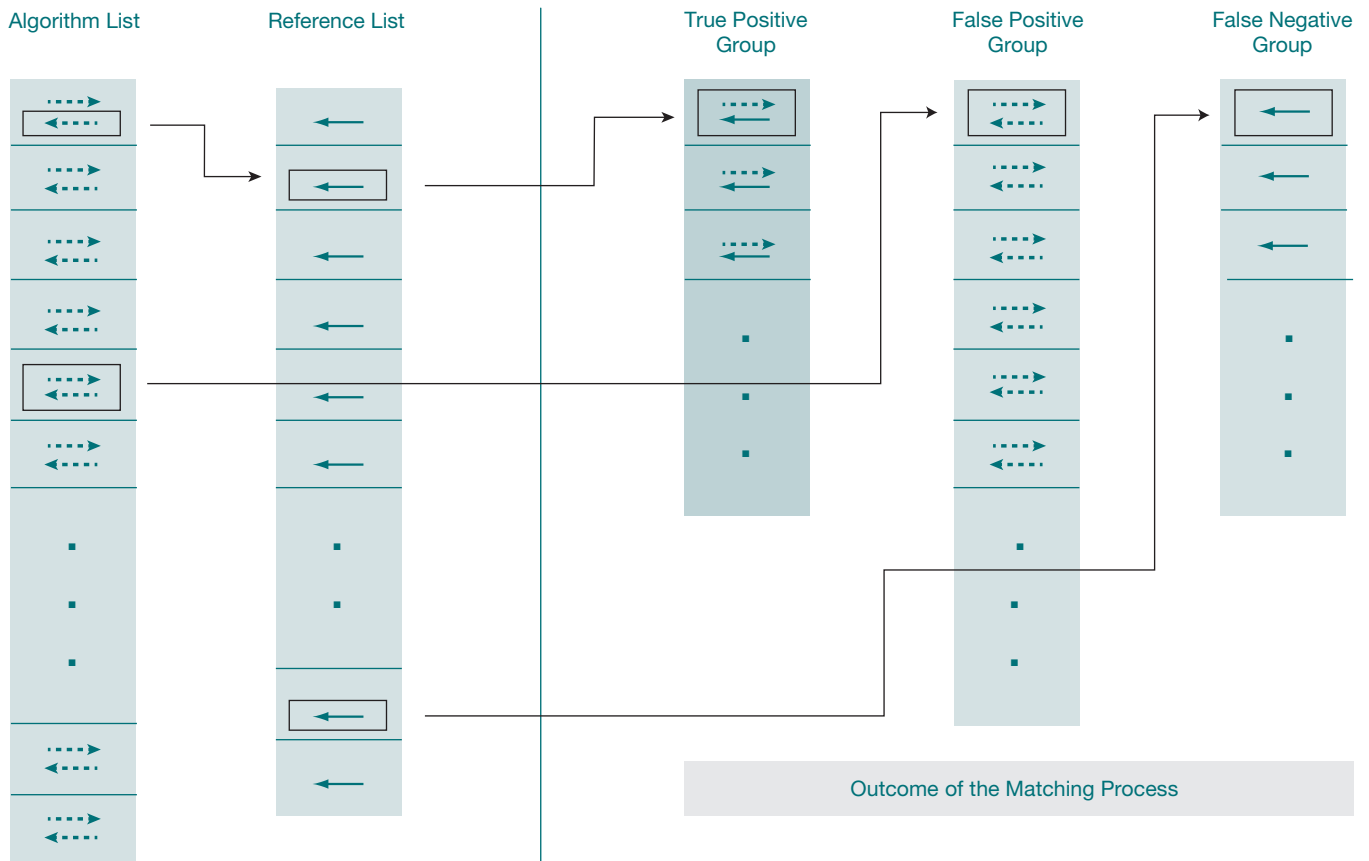 Algorithm List
Reference List
True Positive
Group
False Positive
Group
False Negative
Group
Outcome of the Matching Process